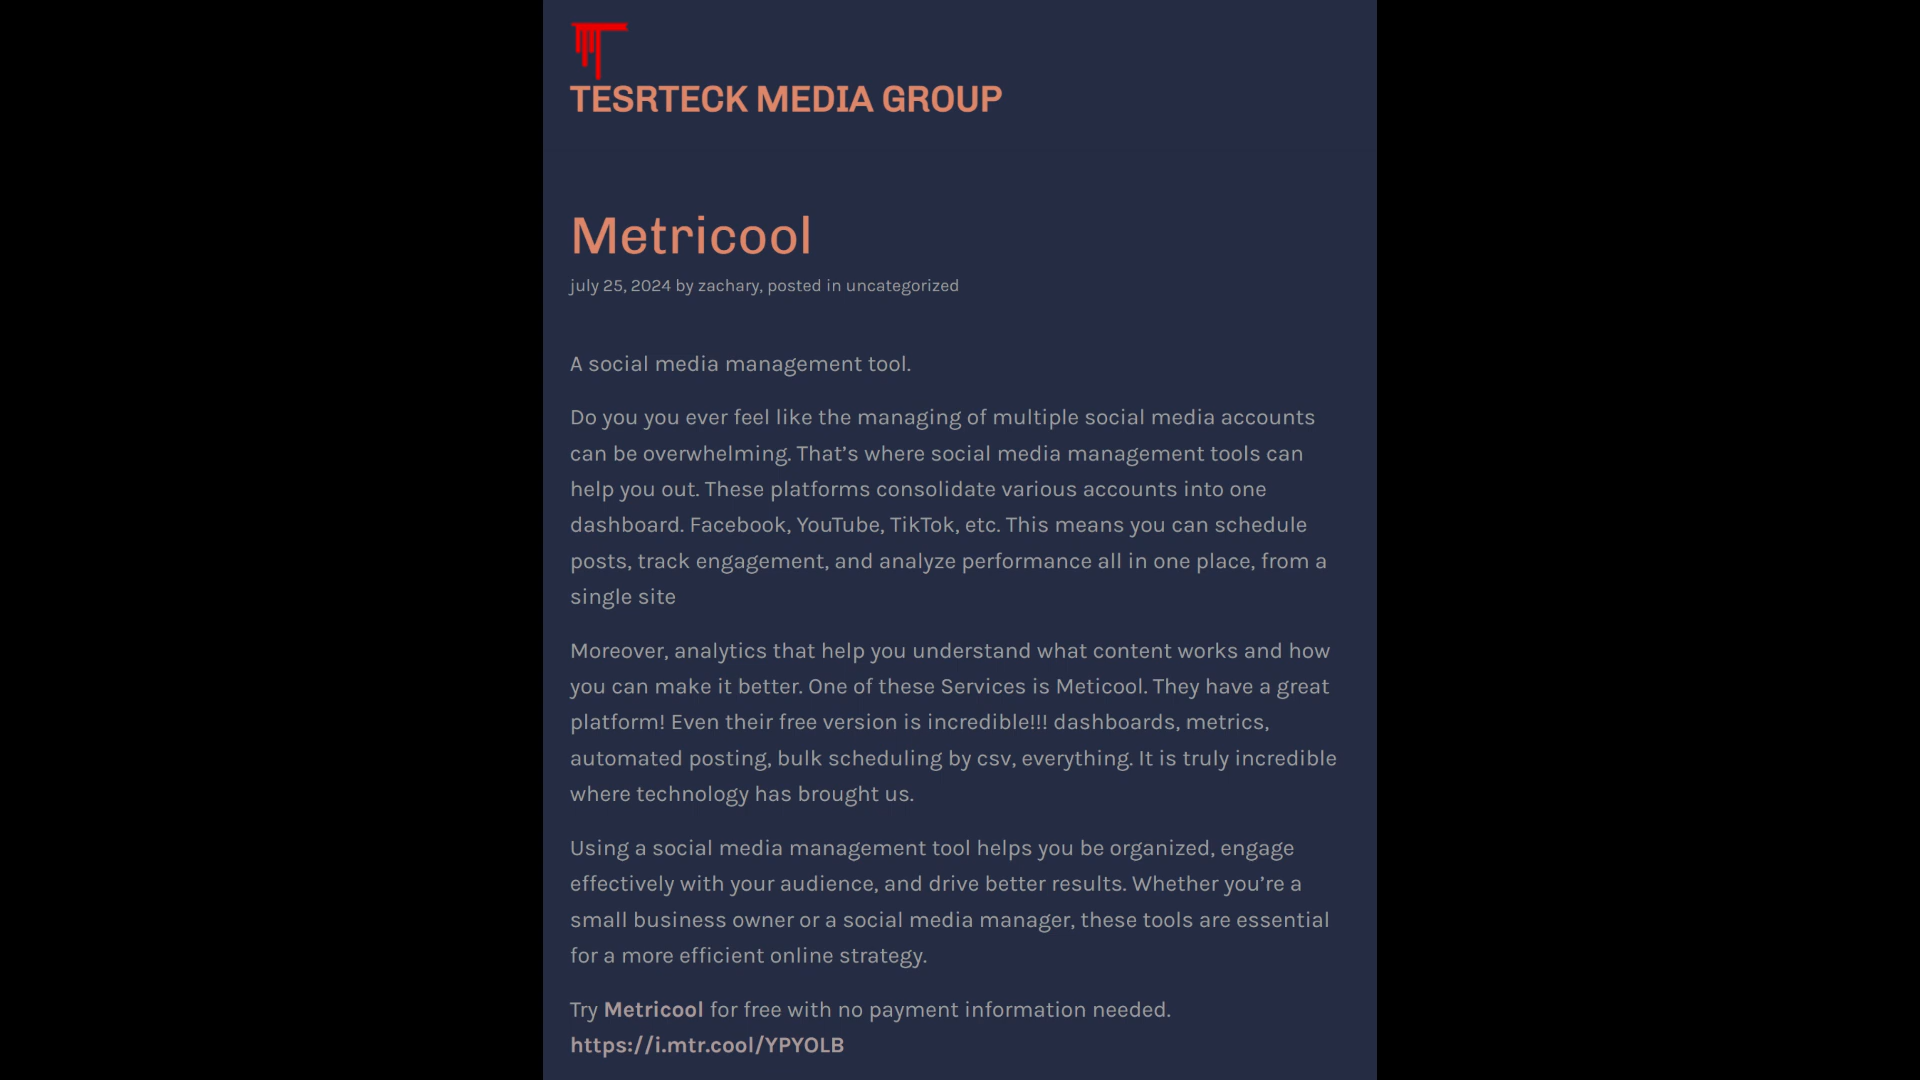 TESRTECK MEDIA GROUP
Metricool
july 25, 2024 by zachary, posted in uncategorized
A social media management tool.
Do you you ever feel like the managing of multiple social media accounts
can be overwhelming. That’s where social media management tools can
help you out. These platforms consolidate various accounts into one
dashboard. Facebook, YouTube, TikTok, etc. This means you can schedule
posts, track engagement, and analyze performance all in one place, from a
single site
Moreover, analytics that help you understand what content works and how
you can make it better. One of these Services is Meticool. They have a great
platform! Even their free version is incredible!!! dashboards, metrics,
automated posting, bulk scheduling by csv, everything. It is truly incredible
where technology has brought us.
Using a social media management tool helps you be organized, engage
effectively with your audience, and drive better results. Whether you’re a
small business owner or a social media manager, these tools are essential
for a more efficient online strategy.
Try Metricool for free with no payment information needed.
https://i.mtr.cool/YPYOLB